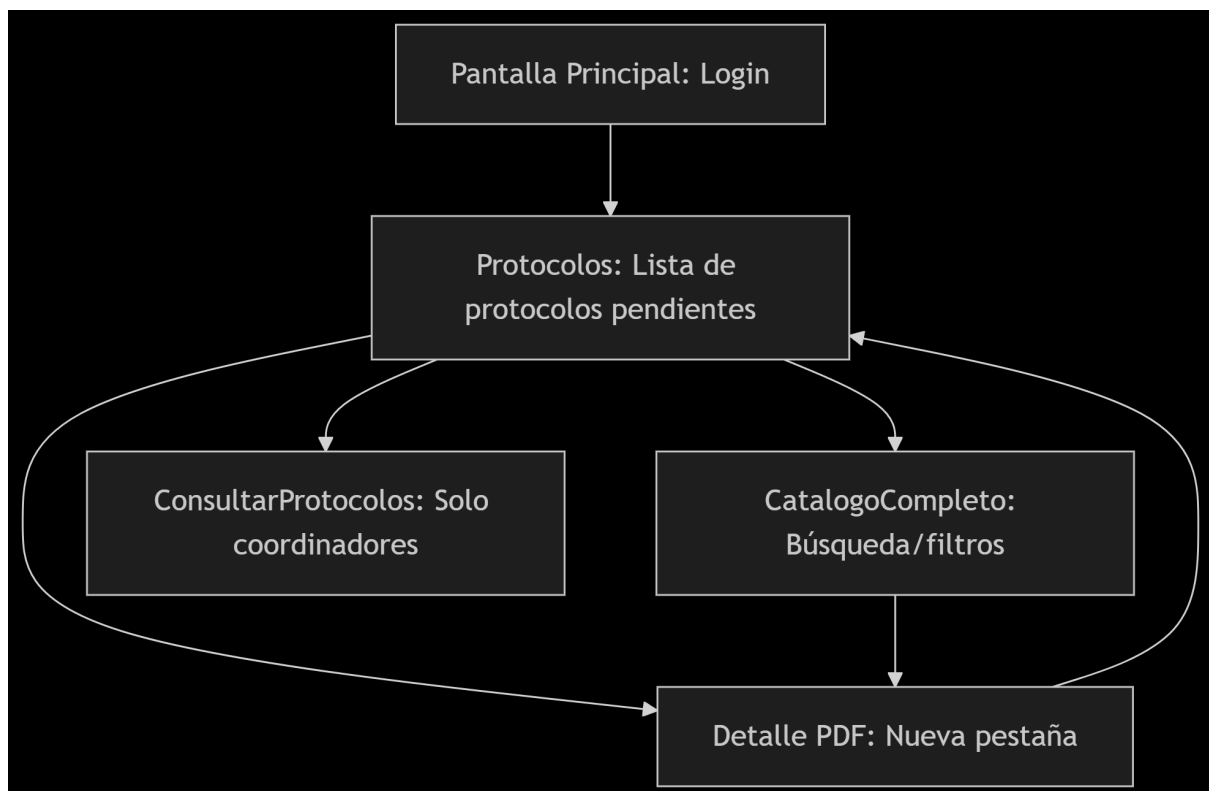 Pantalla Principal: Login
Protocolos: Lista de
protocolos pendientes
ConsultarProtocolos: Solo
coordinadores
CatalogoCompleto:
Búsqueda/filtros
Detalle PDF: Nueva pestaña